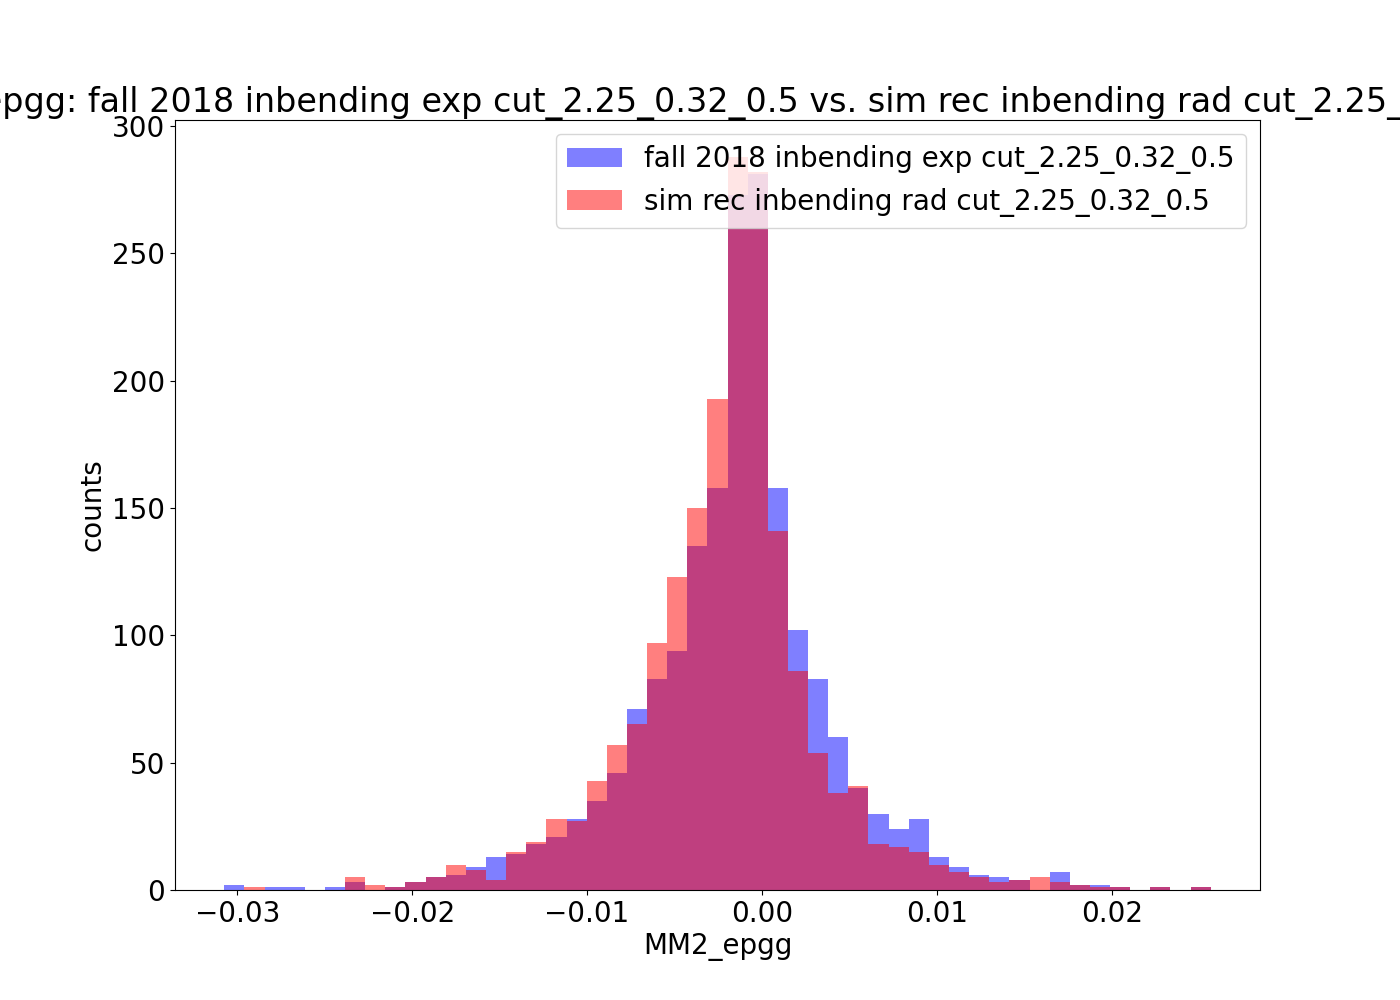 epgg: fall 2018 inbending exp cut_2.25_0.32_0.5 vs. sim rec inbending rad cut_2.25_
fall 2018 inbending exp cut_2.25_0.32_0.5
sim rec inbending rad cut_2.25_0.32_0.5
300
250
200
150
100
50
0
counts
−0.03 −0.02 −0.01 0.00 0.01 0.02
MM2_epgg